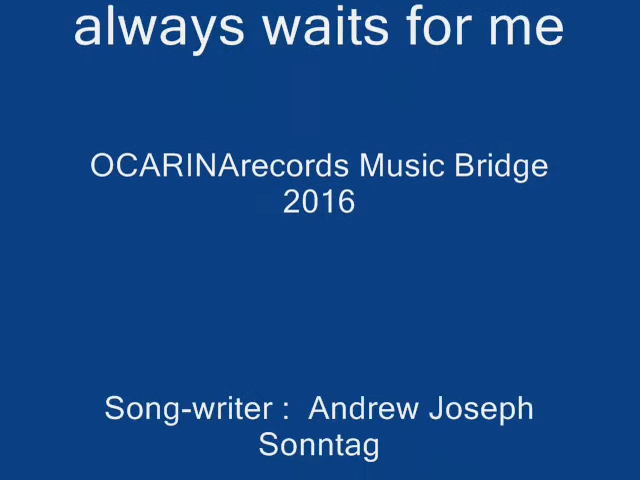 always waits for me
OCARINArecords Music Bridge
2016
Song-writer :  Andrew Joseph
Sonntag